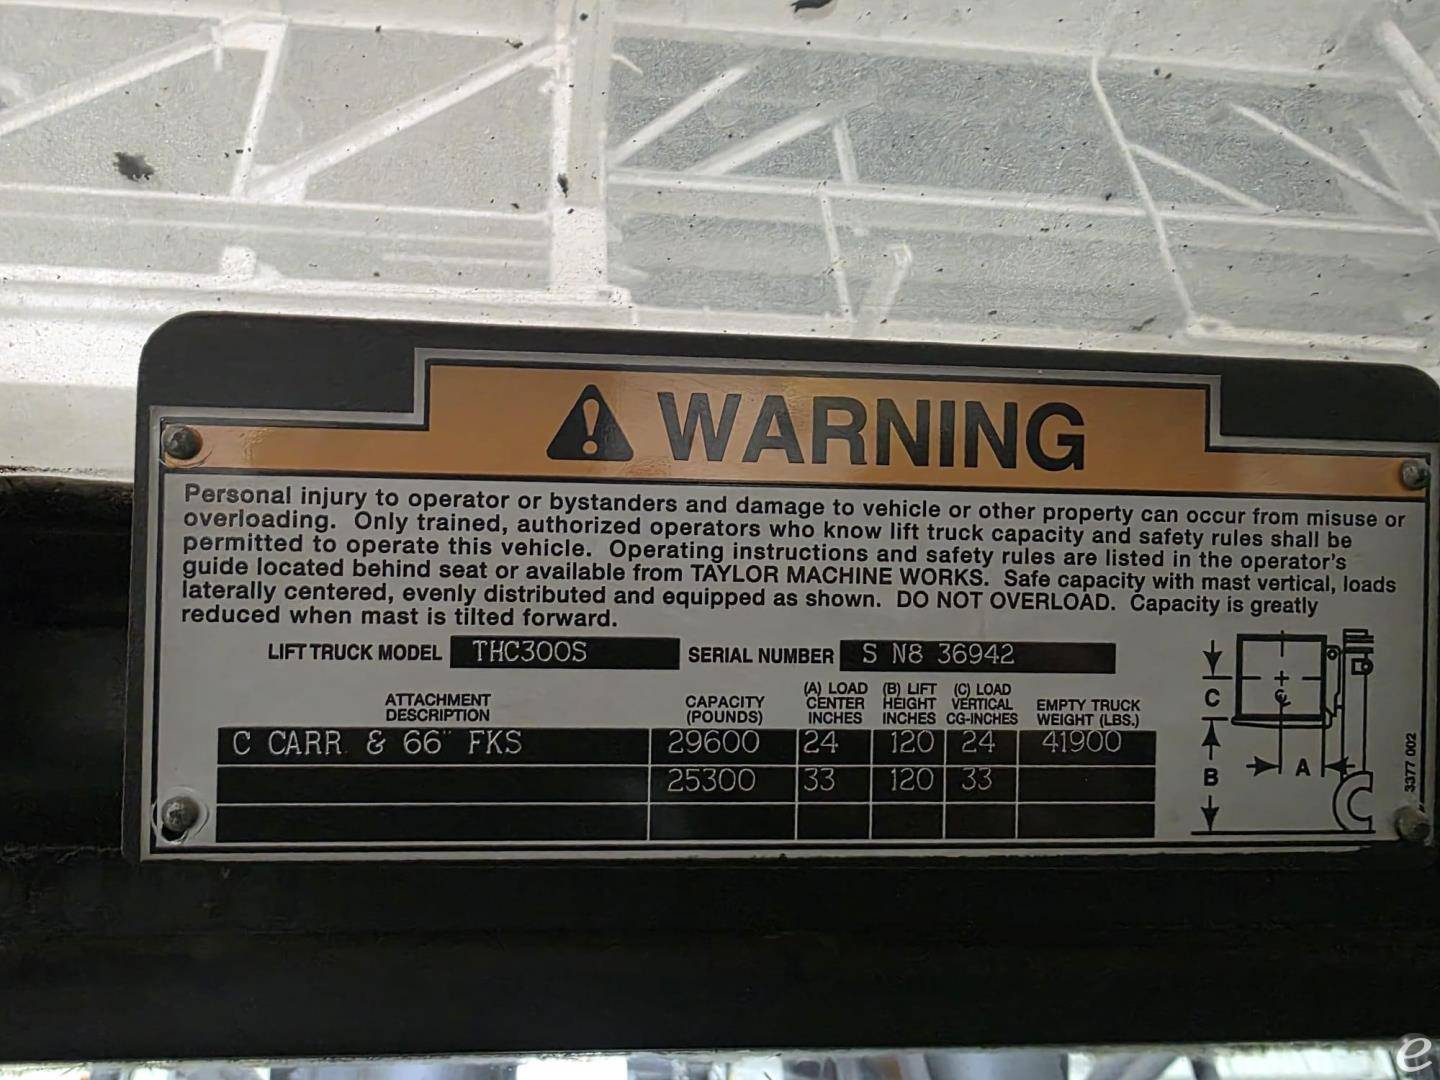 WARNING
Personal injury to operator or bystanders and damage to vehicle or other property can occur from misuse or
overloading. Only trained, authorized operators who know lift truck capacity and safety rules shall be
permitted to operate this vehicle. Operating instructions and safety rules are listed in the operator's
guide located behind seat or available from TAYLOR MACHINE WORKS. Safe capacity with mast vertical, loads
laterally centered, evenly distributed and equipped as shown. DO NOT OVERLOAD. Capacity is greatly
reduced when mast is tilted forward.
LIFT TRUCK MODEL THC300S SERIAL NUMBER S N8 36942
ATTACHMENT DESCRIPTION CAPACITY (POUNDS) (A) LOAD CENTER INCHES (B) LIFT HEIGHT INCHES (C) LOAD VERTICAL CG-INCHES EMPTY TRUCK WEIGHT (LBS.)
C CARR & 66" FKS 29600 24 120 24 41900
25300 33 120 33
C
B
A
CL
3377 002
e